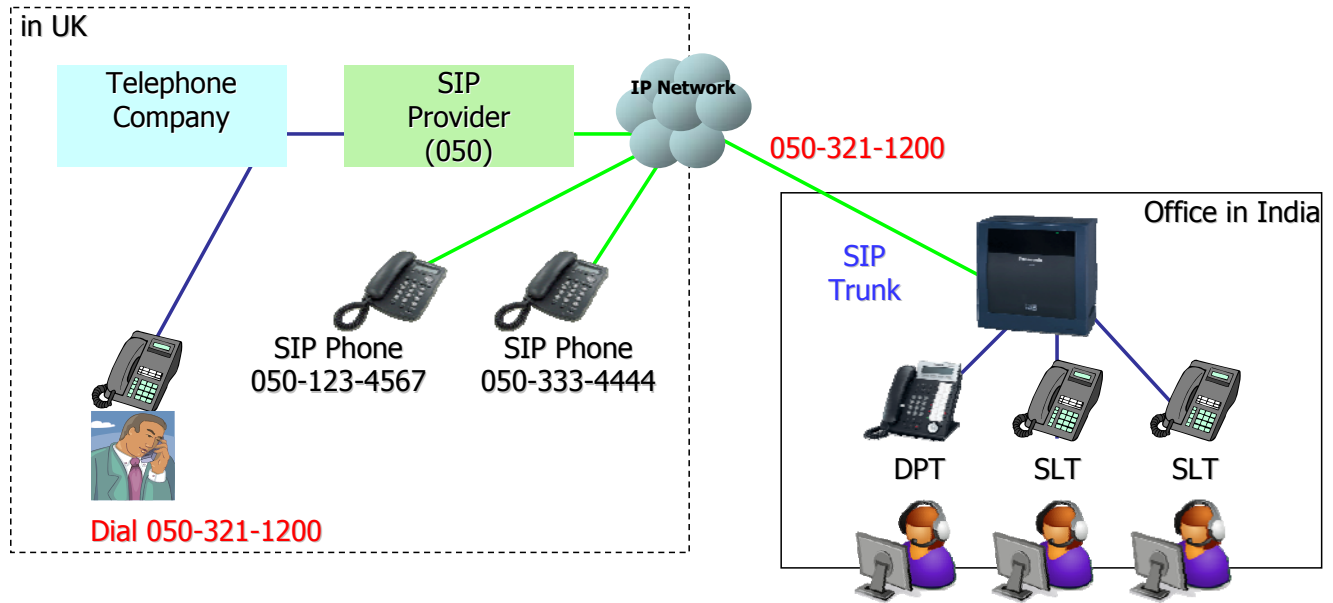 in UK
Telephone
Company
SIP
Provider
(050)
IP Network
050-321-1200
Office in India
SIP
Trunk
Panasonic
SIP Phone
050-123-4567
SIP Phone
050-333-4444
DPT
SLT
SLT
Dial 050-321-1200